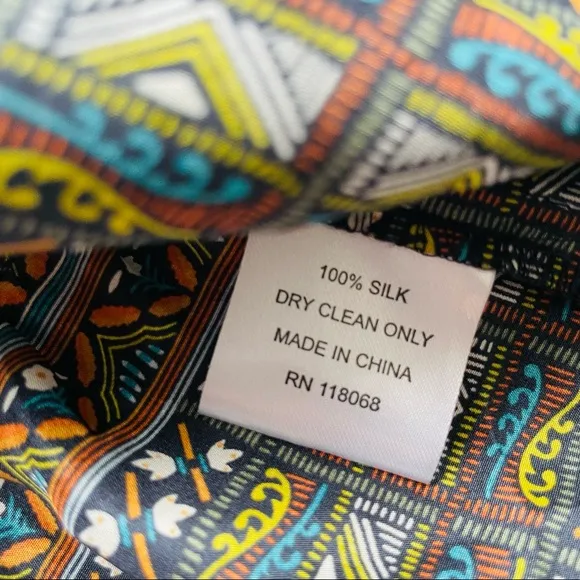 100% SILK
DRY CLEAN ONLY
MADE IN CHINA
RN 118068